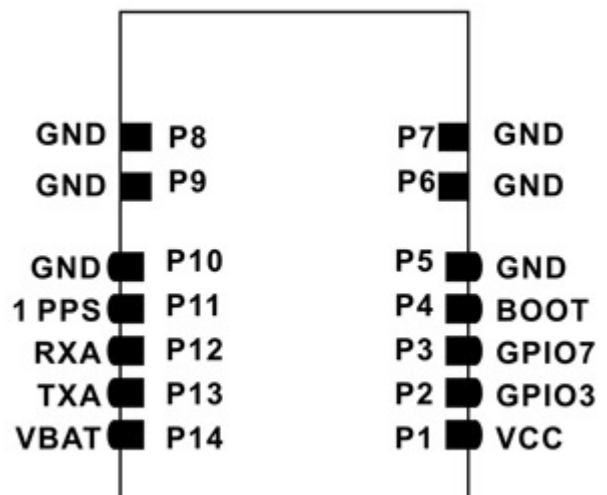 GND P8 P7 GND
GND P9 P6 GND
GND P10 P5 GND
1 PPS P11 P4 BOOT
RXA P12 P3 GPIO7
TXA P13 P2 GPIO3
VBAT P14 P1 VCC